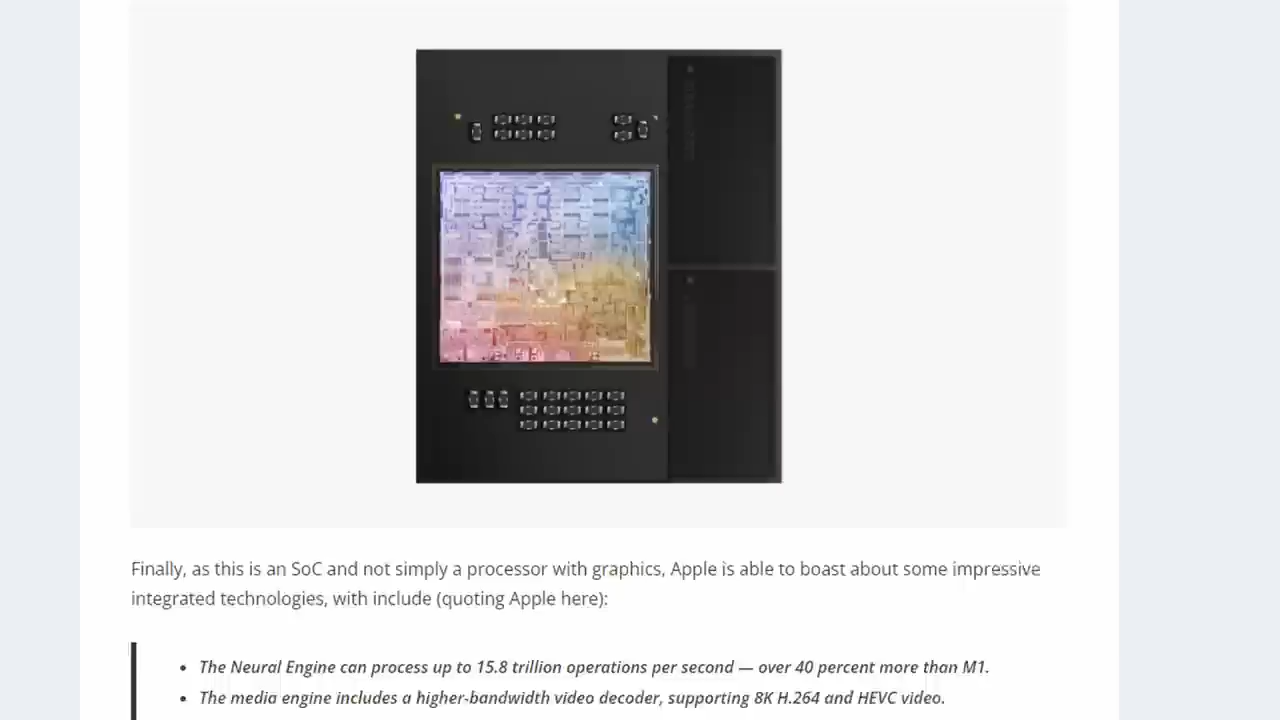 Finally, as this is an SoC and not simply a processor with graphics, Apple is able to boast about some impressive
integrated technologies, with include (quoting Apple here):
• The Neural Engine can process up to 15.8 trillion operations per second — over 40 percent more than M1.
• The media engine includes a higher-bandwidth video decoder, supporting 8K H.264 and HEVC video.